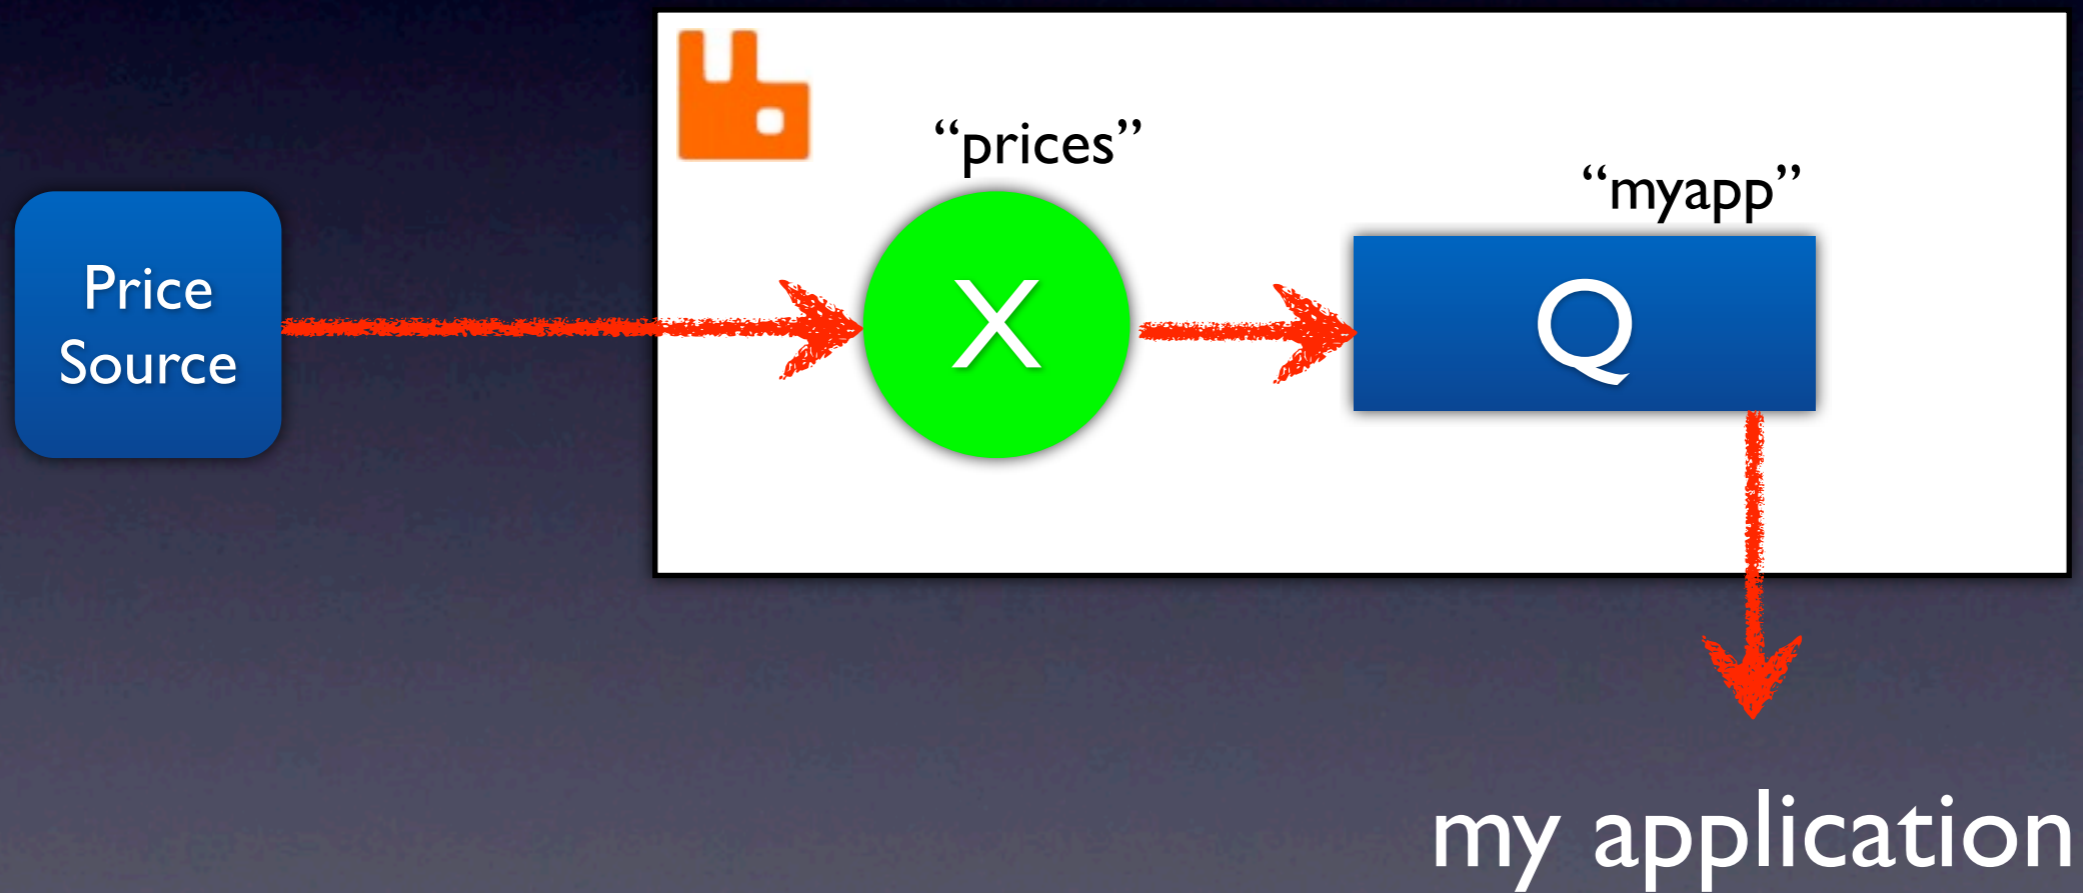 “prices”
“myapp”
Price
Source
X
Q
my application